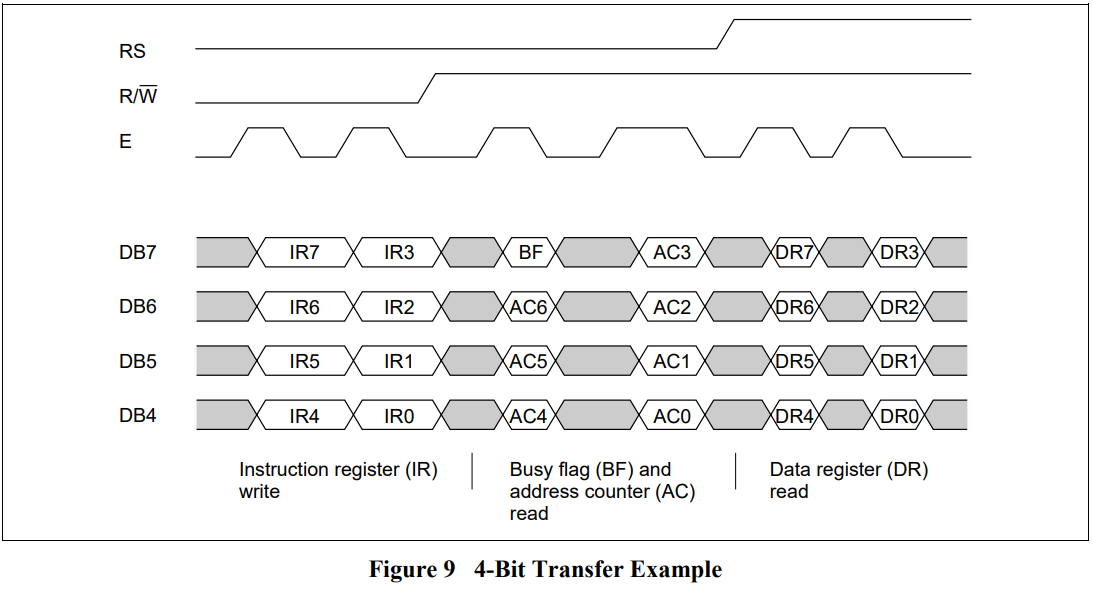 RS
R/W̅
E
DB7 IR7 IR3 BF AC3 DR7 DR3
DB6 IR6 IR2 AC6 AC2 DR6 DR2
DB5 IR5 IR1 AC5 AC1 DR5 DR1
DB4 IR4 IR0 AC4 AC0 DR4 DR0
Instruction register (IR)
write
Busy flag (BF) and
address counter (AC)
read
Data register (DR)
read
Figure 9 4-Bit Transfer Example